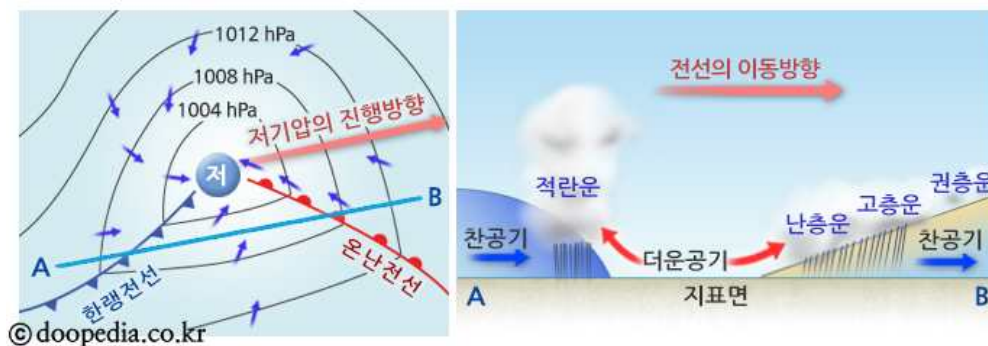 1012 hPa
1008 hPa
1004 hPa
저기압의 진행방향
저
B
A
온난전선
한랭전선
전선의 이동방향
적란운
권층운
고층운
난층운
찬공기
더운공기
찬공기
A
지표면
B
ⓒ doopedia.co.kr